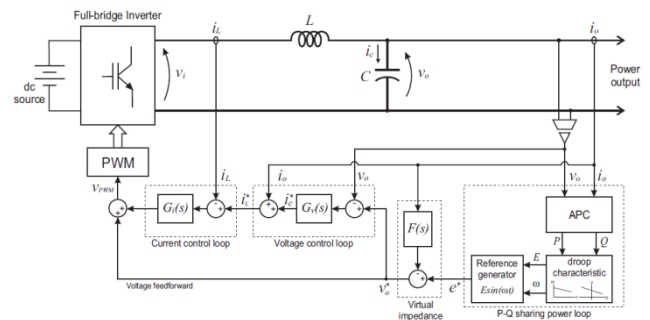 Full-bridge Inverter
i_L
L
i_o
i_c
C
v_i
v_o
dc
source
Power
output
PWM
v_PWM
i_L
i_o
v_o
v_o
i_o
G_i(s)
i_L^*
i_c^*
G_v(s)
F(s)
APC
P
Q
Current control loop
Voltage control loop
E
ω
Reference
generator
Esin(ωt)
droop
characteristic
Voltage feedforward
v_o^*
e^*
Virtual
impedance
P-Q sharing power loop